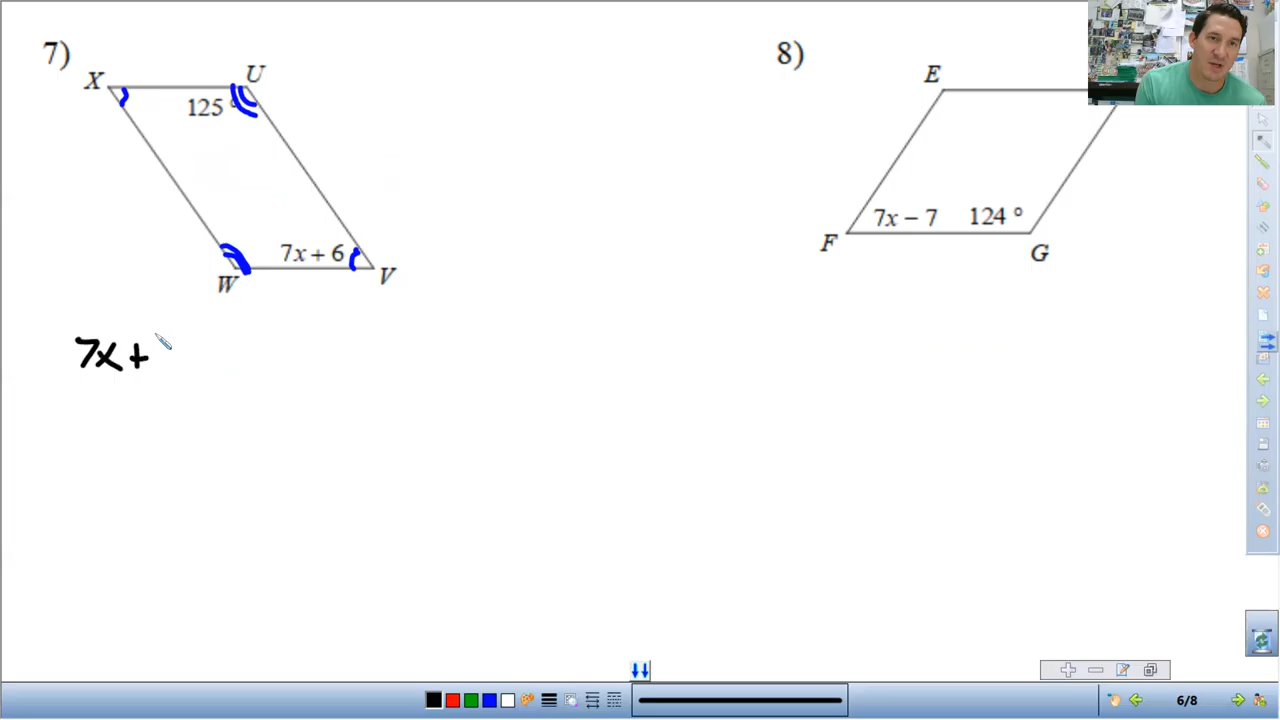 7)
X
U
125 °
7x + 6
W
V
7x +
8)
E
7x − 7
124 °
F
G
6/8